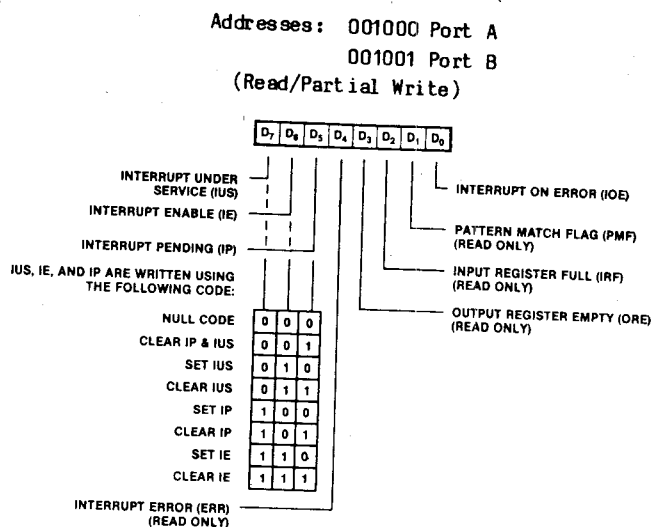 Addresses: 001000 Port A
001001 Port B
(Read/Partial Write)
D7 D6 D5 D4 D3 D2 D1 D0
INTERRUPT UNDER
SERVICE (IUS)
INTERRUPT ENABLE (IE)
INTERRUPT PENDING (IP)
IUS, IE, AND IP ARE WRITTEN USING
THE FOLLOWING CODE:
NULL CODE 0 0 0
CLEAR IP & IUS 0 0 1
SET IUS 0 1 0
CLEAR IUS 0 1 1
SET IP 1 0 0
CLEAR IP 1 0 1
SET IE 1 1 0
CLEAR IE 1 1 1
INTERRUPT ERROR (ERR)
(READ ONLY)
INTERRUPT ON ERROR (IOE)
PATTERN MATCH FLAG (PMF)
(READ ONLY)
INPUT REGISTER FULL (IRF)
(READ ONLY)
OUTPUT REGISTER EMPTY (ORE)
(READ ONLY)